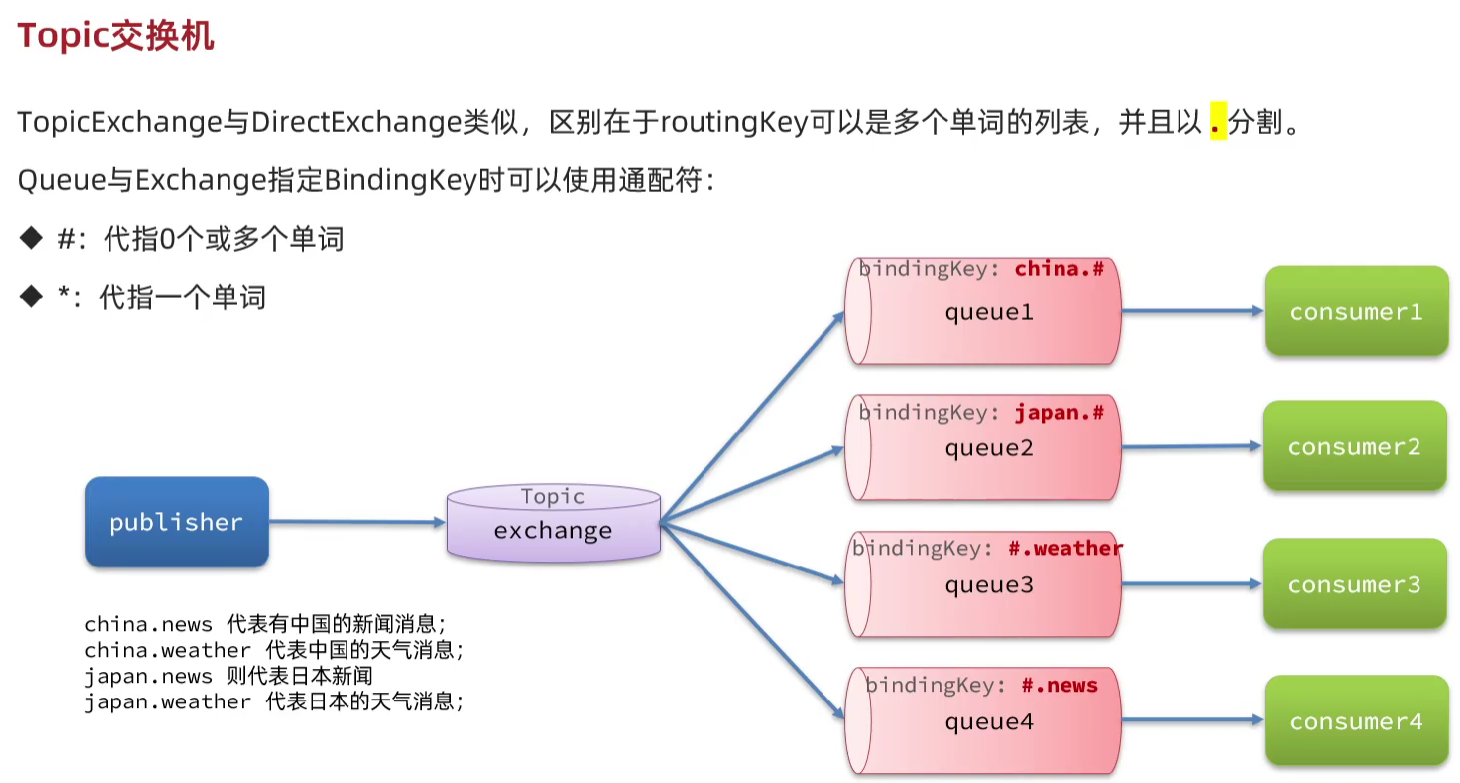 Topic交换机
TopicExchange与DirectExchange类似，区别在于routingKey可以是多个单词的列表，并且以 . 分割。
Queue与Exchange指定BindingKey时可以使用通配符：
◆ #：代指0个或多个单词
◆ *：代指一个单词
bindingKey: china.#
queue1
consumer1
bindingKey: japan.#
queue2
consumer2
publisher
Topic
exchange
bindingKey: #.weather
queue3
consumer3
china.news 代表有中国的新闻消息;
china.weather 代表中国的天气消息;
japan.news 则代表日本新闻
japan.weather 代表日本的天气消息;
bindingKey: #.news
queue4
consumer4